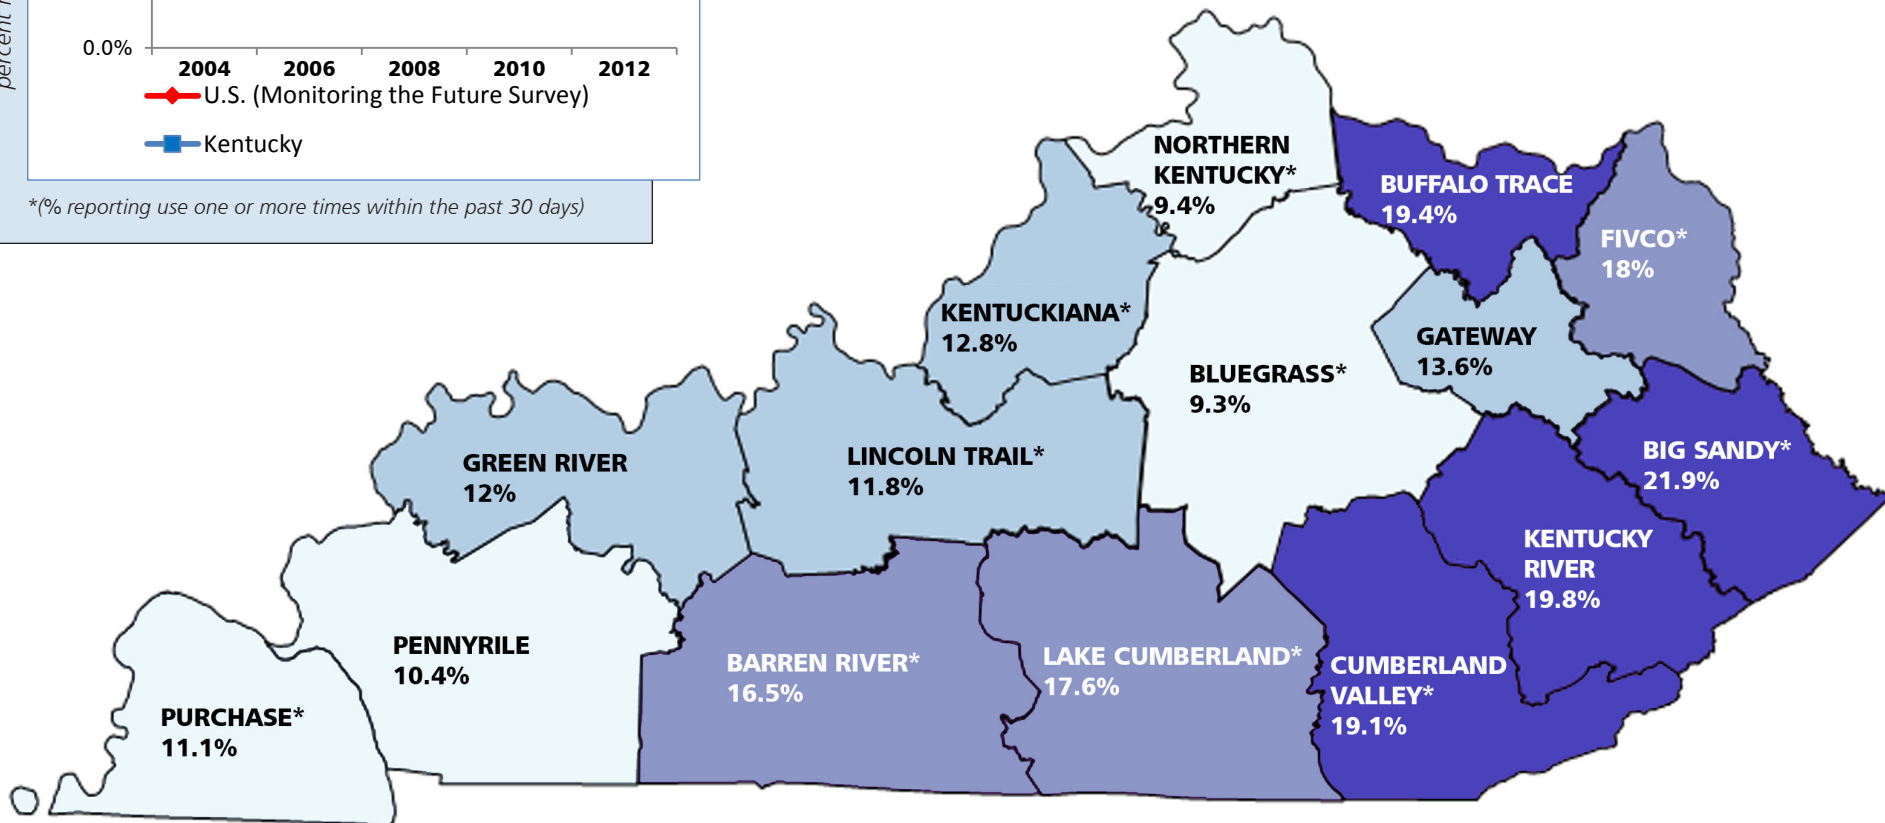 percent
0.0%
2004 2006 2008 2010 2012
U.S. (Monitoring the Future Survey)
Kentucky
*(% reporting use one or more times within the past 30 days)
NORTHERN
KENTUCKY*
9.4%
BUFFALO TRACE
19.4%
FIVCO*
18%
KENTUCKIANA*
12.8%
GATEWAY
13.6%
BLUEGRASS*
9.3%
BIG SANDY*
21.9%
GREEN RIVER
12%
LINCOLN TRAIL*
11.8%
KENTUCKY
RIVER
19.8%
PENNYRILE
10.4%
BARREN RIVER*
16.5%
LAKE CUMBERLAND*
17.6%
CUMBERLAND
VALLEY*
19.1%
PURCHASE*
11.1%